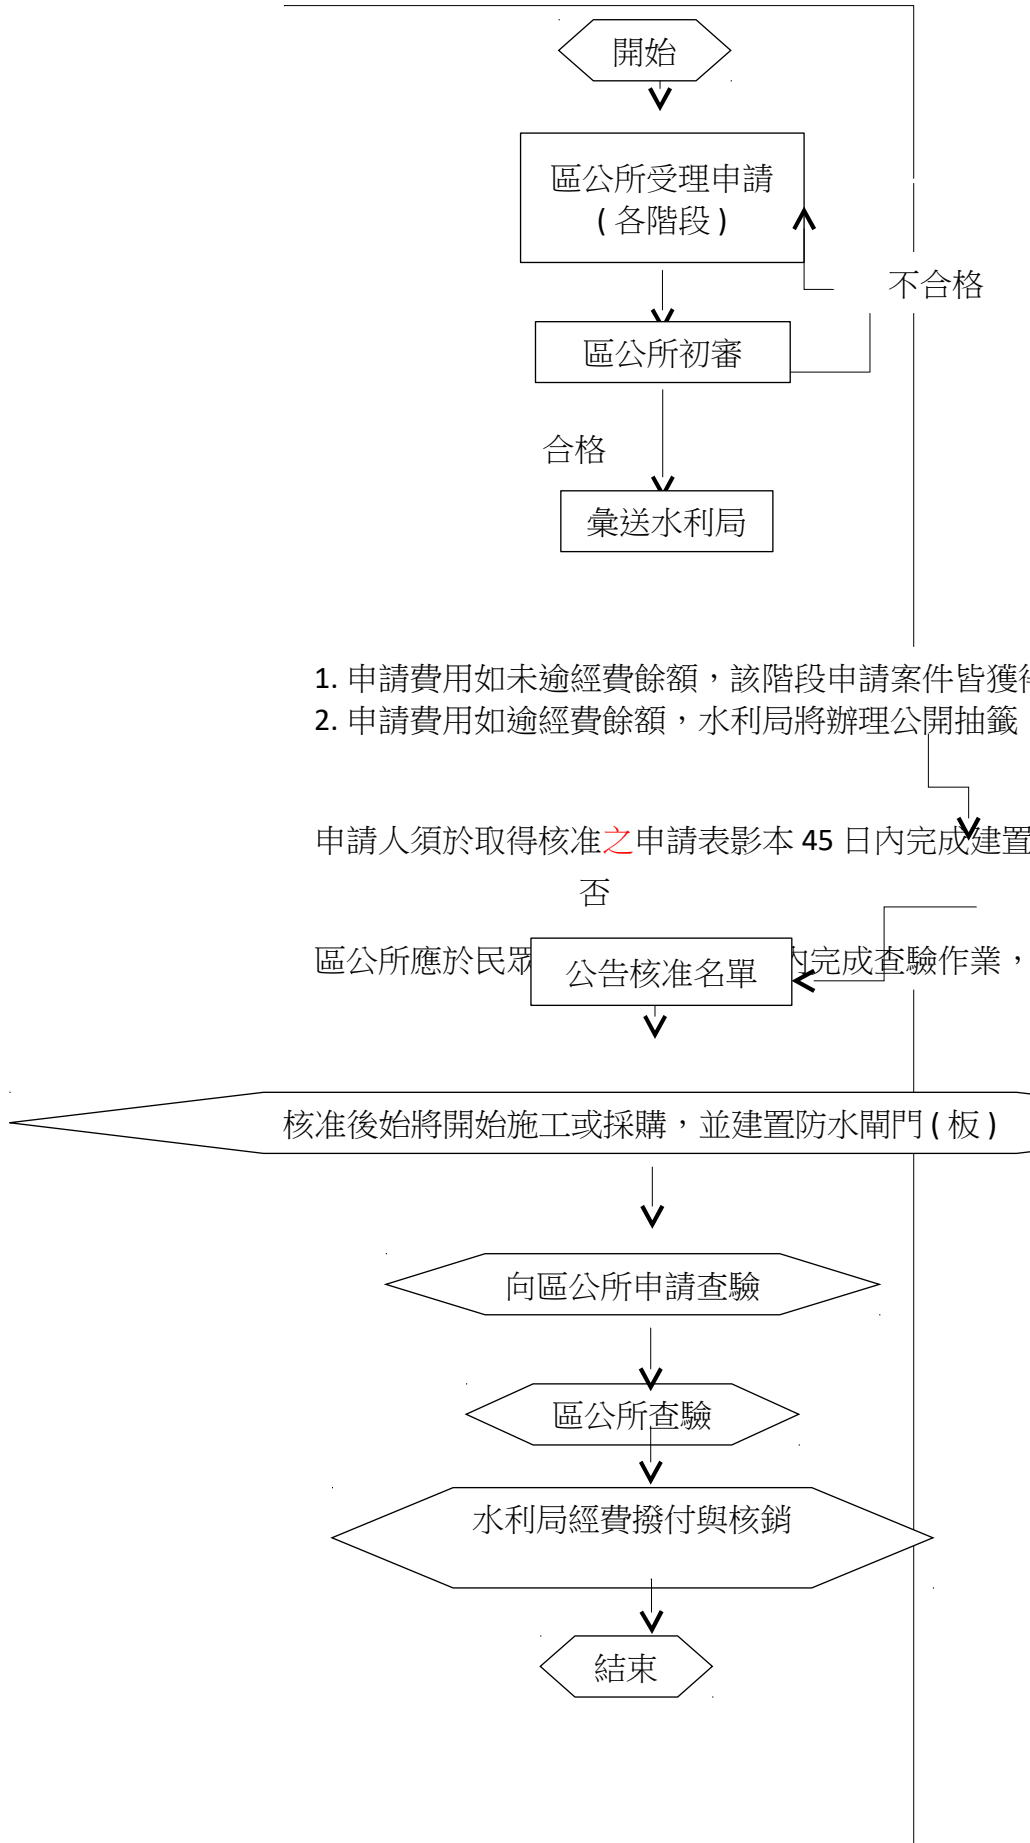 開始
區公所受理申請
( 各階段 )
不合格
區公所初審
合格
彙送水利局
1. 申請費用如未逾經費餘額，該階段申請案件皆獲
2. 申請費用如逾經費餘額，水利局將辦理公開抽籤
申請人須於取得核准之申請表影本 45 日內完成建置
否
區公所應於民眾
內完成查驗作業，
公告核准名單
核准後始將開始施工或採購，並建置防水閘門 ( 板 )
向區公所申請查驗
區公所查驗
水利局經費撥付與核銷
結束